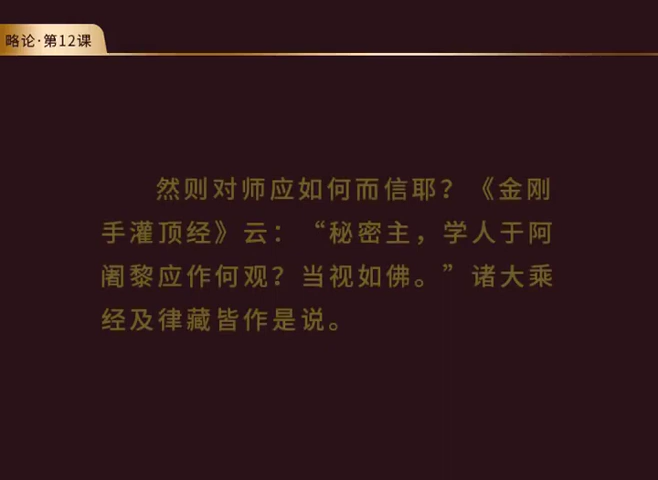 略论·第12课
然则对师应如何而信耶？《金刚
手灌顶经》云：“秘密主，学人于阿
阇黎应作何观？当视如佛。”诸大乘
经及律藏皆作是说。